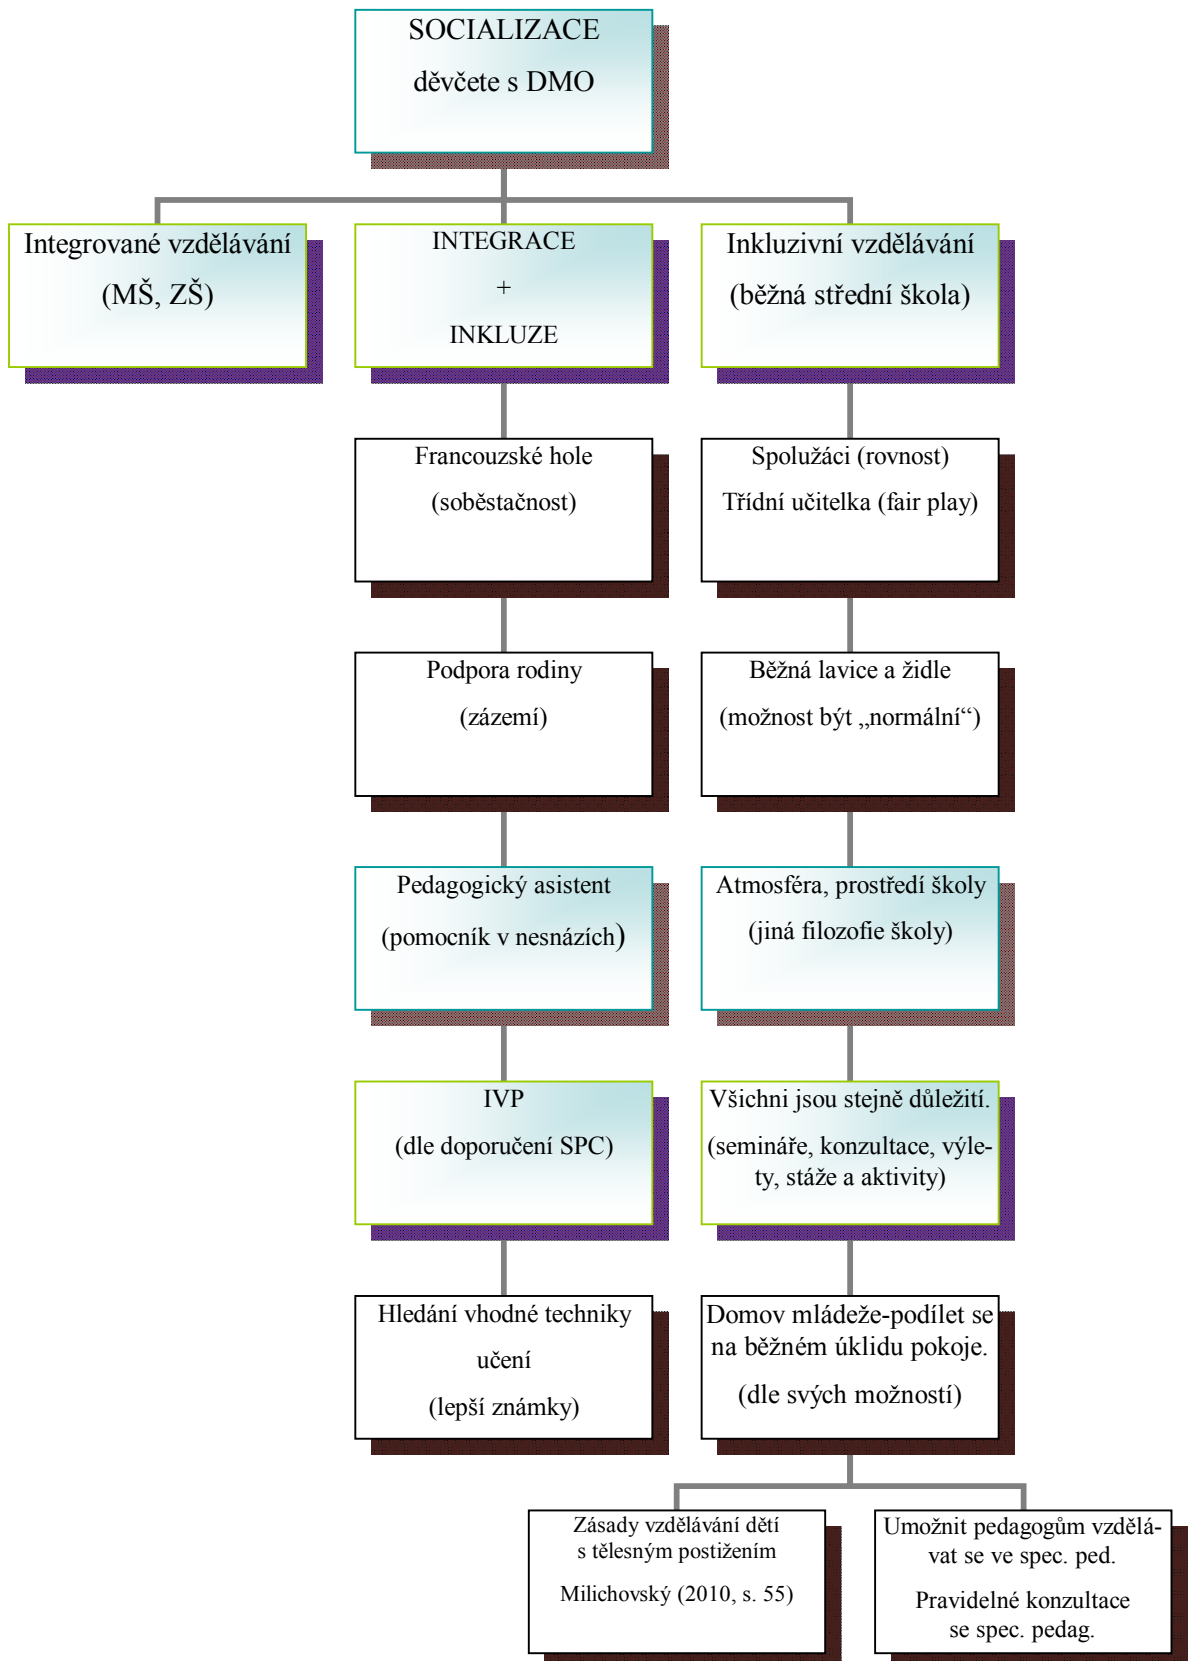 SOCIALIZACE
děvčete s DMO
Integrované vzdělávání
(MŠ, ZŠ)
INTEGRACE
+
INKLUZE
Inkluzivní vzdělávání
(běžná střední škola)
Francouzské hole
(soběstačnost)
Spolužáci (rovnost)
Třídní učitelka (fair play)
Podpora rodiny
(zázemí)
Běžná lavice a židle
(možnost být „normální“)
Pedagogický asistent
(pomocník v nesnázích)
Atmosféra, prostředí školy
(jiná filozofie školy)
IVP
(dle doporučení SPC)
Všichni jsou stejně důležití.
(semináře, konzultace, výle-
ty, stáže a aktivity)
Hledání vhodné techniky
učení
(lepší známky)
Domov mládeže-podílet se
na běžném úklidu pokoje.
(dle svých možností)
Zásady vzdělávání dětí
s tělesným postižením
Milichovský (2010, s. 55)
Umožnit pedagogům vzdělá-
vat se ve spec. ped.
Pravidelné konzultace
se spec. pedag.